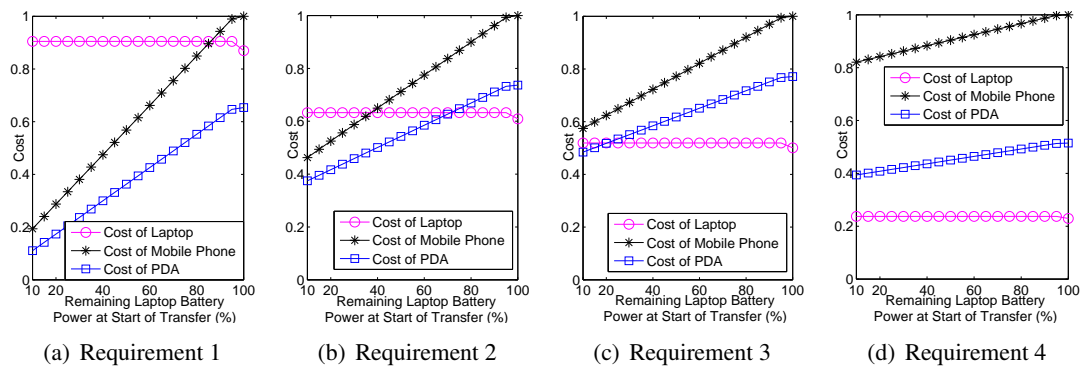 1
0.8
0.6
0.4
0.2
0
Cost
Cost of Laptop
Cost of Mobile Phone
Cost of PDA
10 20 40 60 80 100
Remaining Laptop Battery
Power at Start of Transfer (%)
(a) Requirement 1
1
0.8
0.6
0.4
0.2
0
Cost
Cost of Laptop
Cost of Mobile Phone
Cost of PDA
10 20 40 60 80 100
Remaining Laptop Battery
Power at Start of Transfer (%)
(b) Requirement 2
1
0.8
0.6
0.4
0.2
0
Cost
Cost of Laptop
Cost of Mobile Phone
Cost of PDA
10 20 40 60 80 100
Remaining Laptop Battery
Power at Start of Transfer (%)
(c) Requirement 3
1
0.8
0.6
0.4
0.2
0
Cost
Cost of Laptop
Cost of Mobile Phone
Cost of PDA
10 20 40 60 80 100
Remaining Laptop Battery
Power at Start of Transfer (%)
(d) Requirement 4